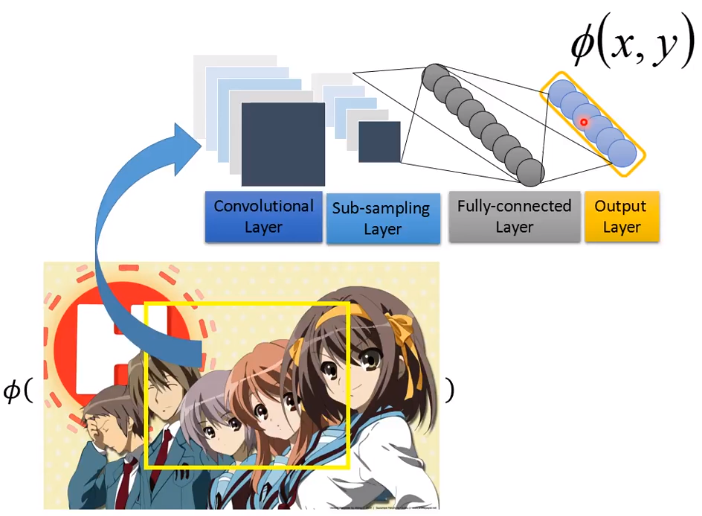 ϕ(x, y)
Convolutional
Layer
Sub-sampling
Layer
Fully-connected
Layer
Output
Layer
ϕ( )